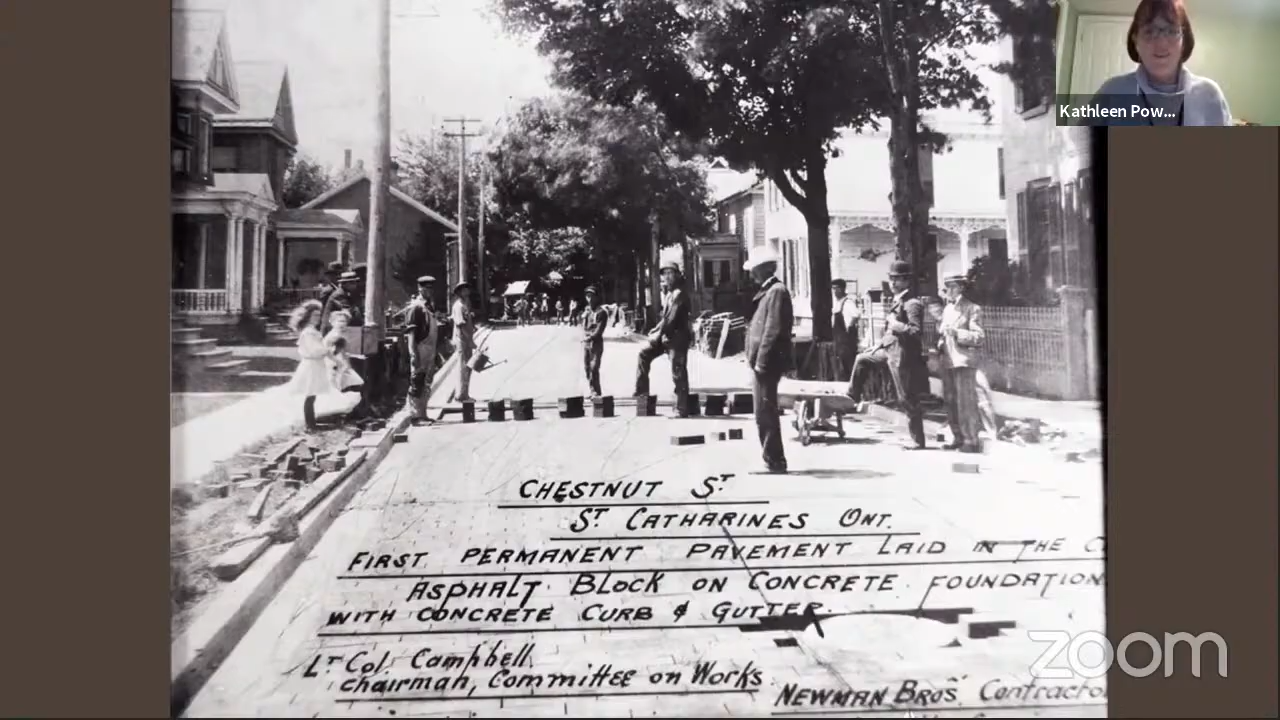 Kathleen Pow...
CHESTNUT ST
ST CATHARINES ONT.
FIRST PERMANENT PAVEMENT LAID IN THE C
ASPHALT BLOCK ON CONCRETE FOUNDATION
WITH CONCRETE CURB & GUTTER.
LT Col Campbell
Chairman, Committee on Works
NEWMAN BROS Contracto
zoom